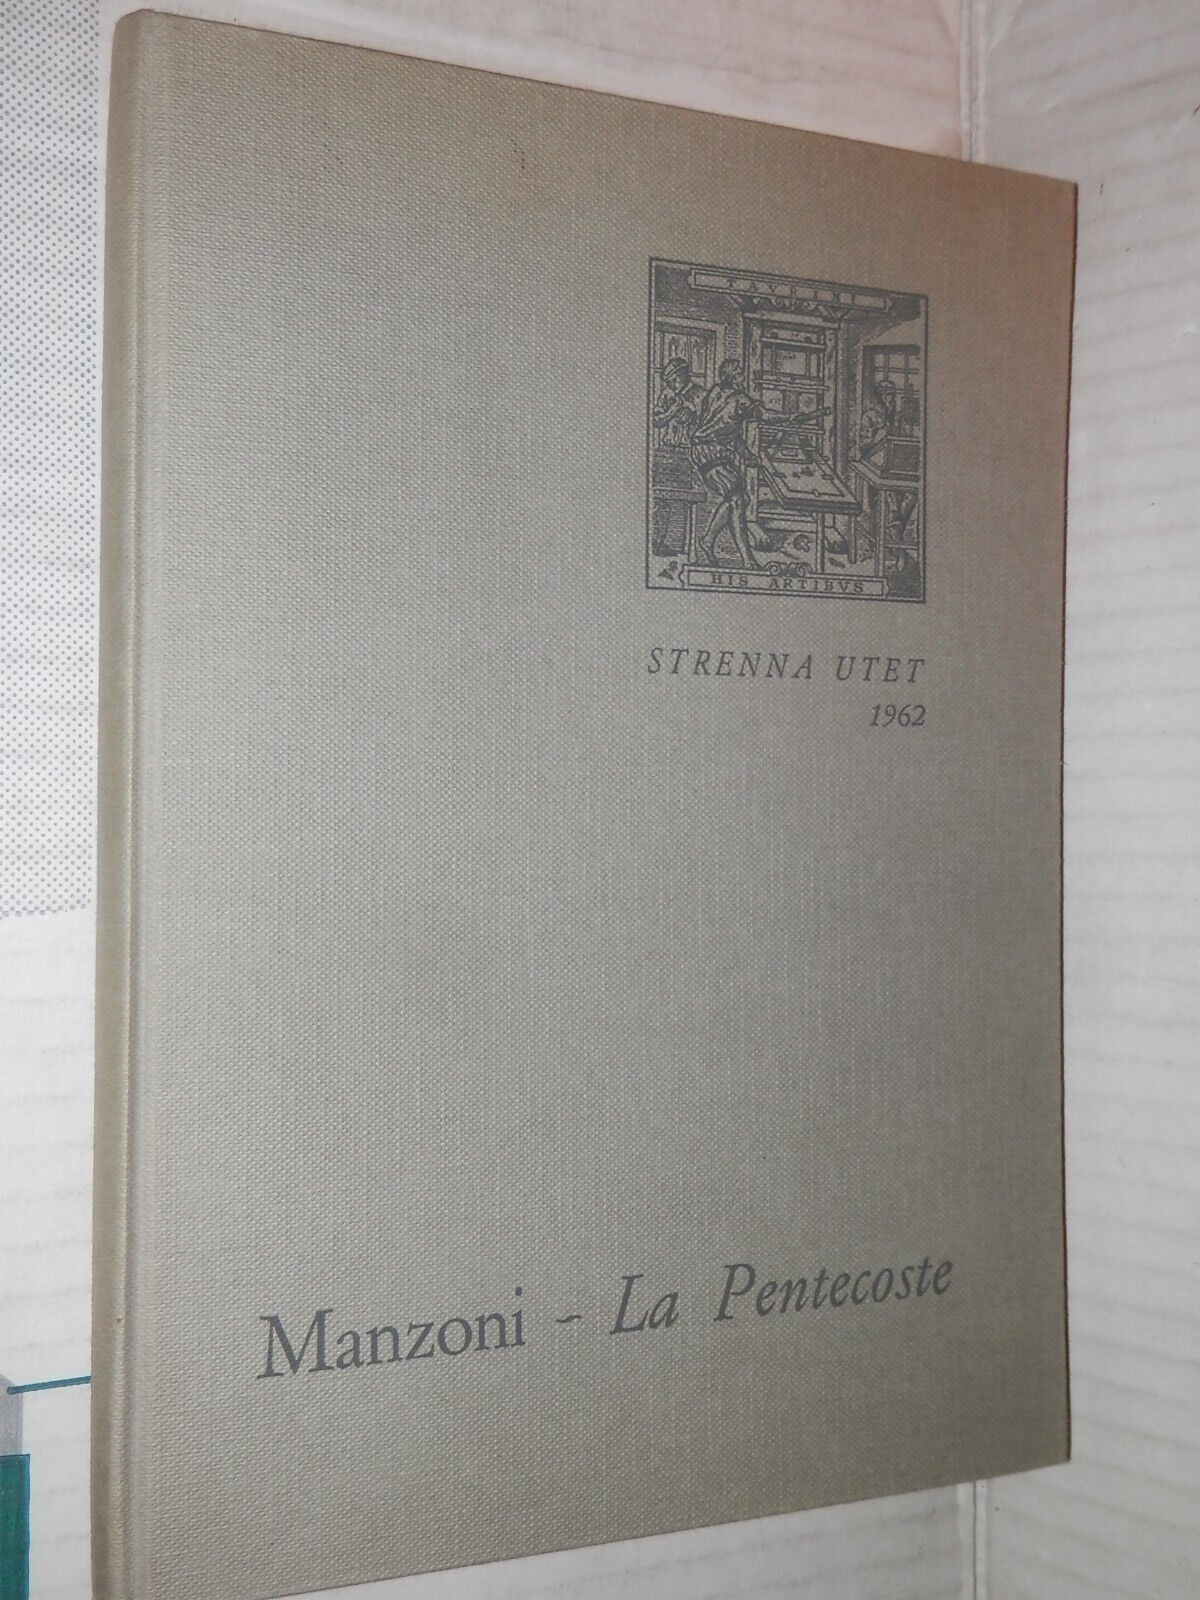 TAVRINI
HIS ARTIBVS
STRENNA UTET
1962
Manzoni - La Pentecoste